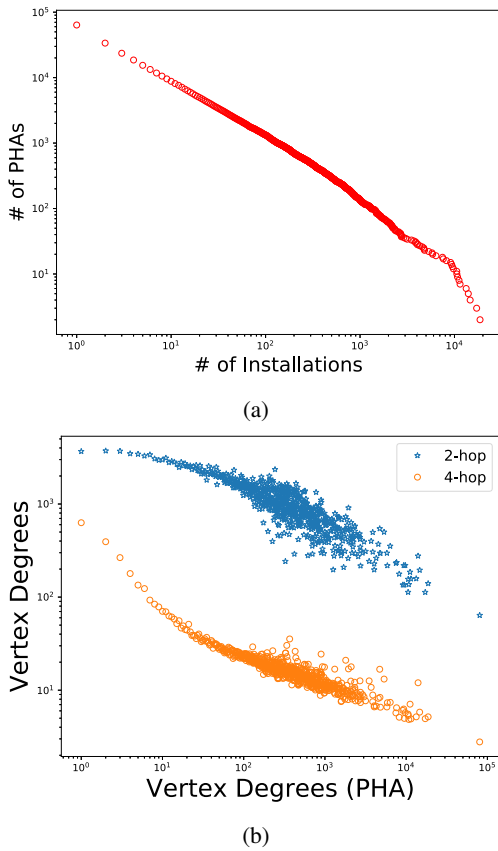 10^5
10^4
10^3
10^2
10^1
# of PHAs
10^0 10^1 10^2 10^3 10^4
# of Installations
(a)
2-hop
4-hop
10^3
10^2
10^1
Vertex Degrees
10^0 10^1 10^2 10^3 10^4 10^5
Vertex Degrees (PHA)
(b)